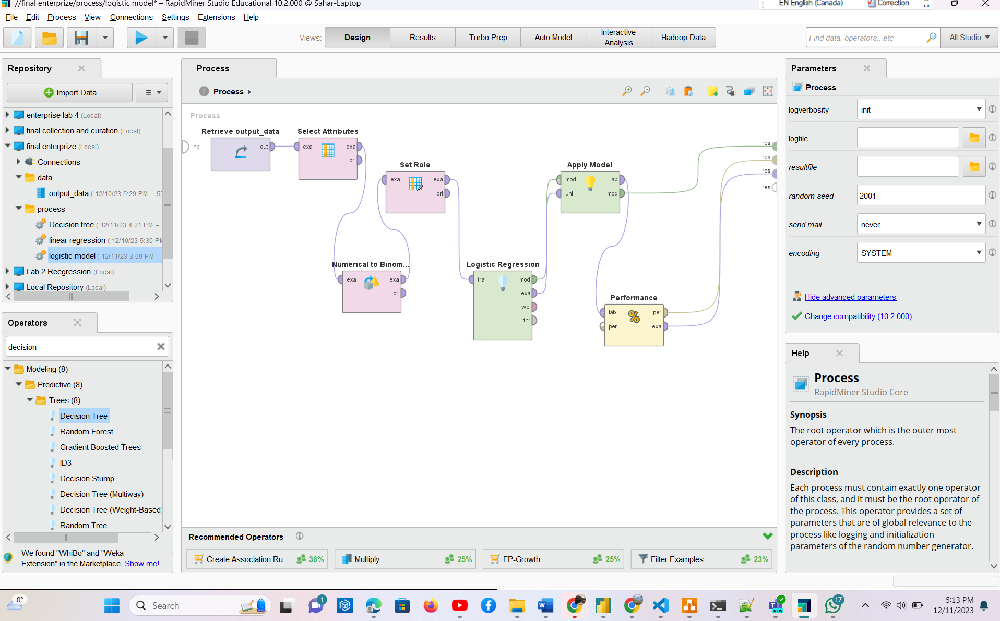 //final enterprize/process/logistic model* – RapidMiner Studio Educational 10.2.000 @ Sahar-Laptop
EN English (Canada)
Correction
File Edit Process View Connections Settings Extensions Help
Views:
Design
Results
Turbo Prep
Auto Model
Interactive
Analysis
Hadoop Data
Find data, operators...etc
All Studio
Repository
Import Data
enterprise lab 4 (Local)
final collection and curation (Local)
final enterprize (Local)
Connections
data
output_data ( 12/10/23 5:29 PM – 53
process
Decision tree ( 12/11/23 4:21 PM –
linear regression ( 12/10/23 5:30 PM
logistic model ( 12/11/23 3:09 PM –
Lab 2 Reegression (Local)
Local Repository (Local)
Operators
decision
Modeling (8)
Predictive (8)
Trees (8)
Decision Tree
Random Forest
Gradient Boosted Trees
ID3
Decision Stump
Decision Tree (Multiway)
Decision Tree (Weight-Based)
Random Tree
We found "WhiBo" and "Weka
Extension" in the Marketplace. Show me!
Process
Process
Process
inp
Retrieve output_data
out
Select Attributes
exa exa
ori
Set Role
exa exa
ori
Numerical to Binom...
exa exa
ori
Logistic Regression
tra mod
exa
wei
thr
Apply Model
mod lab
unl mod
Performance
%
lab per
per exa
res
res
res
res
Recommended Operators
Create Association Ru.. 36%
Multiply 25%
FP-Growth 25%
Filter Examples 23%
Parameters
Process
logverbosity init
logfile
resultfile
random seed 2001
send mail never
encoding SYSTEM
Hide advanced parameters
Change compatibility (10.2.000)
Help
Process
RapidMiner Studio Core
Synopsis
The root operator which is the outer most
operator of every process.
Description
Each process must contain exactly one operator
of this class, and it must be the root operator of
the process. This operator provides a set of
parameters that are of global relevance to the
process like logging and initialization
parameters of the random number generator.
0°
Search
1
NEW
17
5:13 PM
12/11/2023